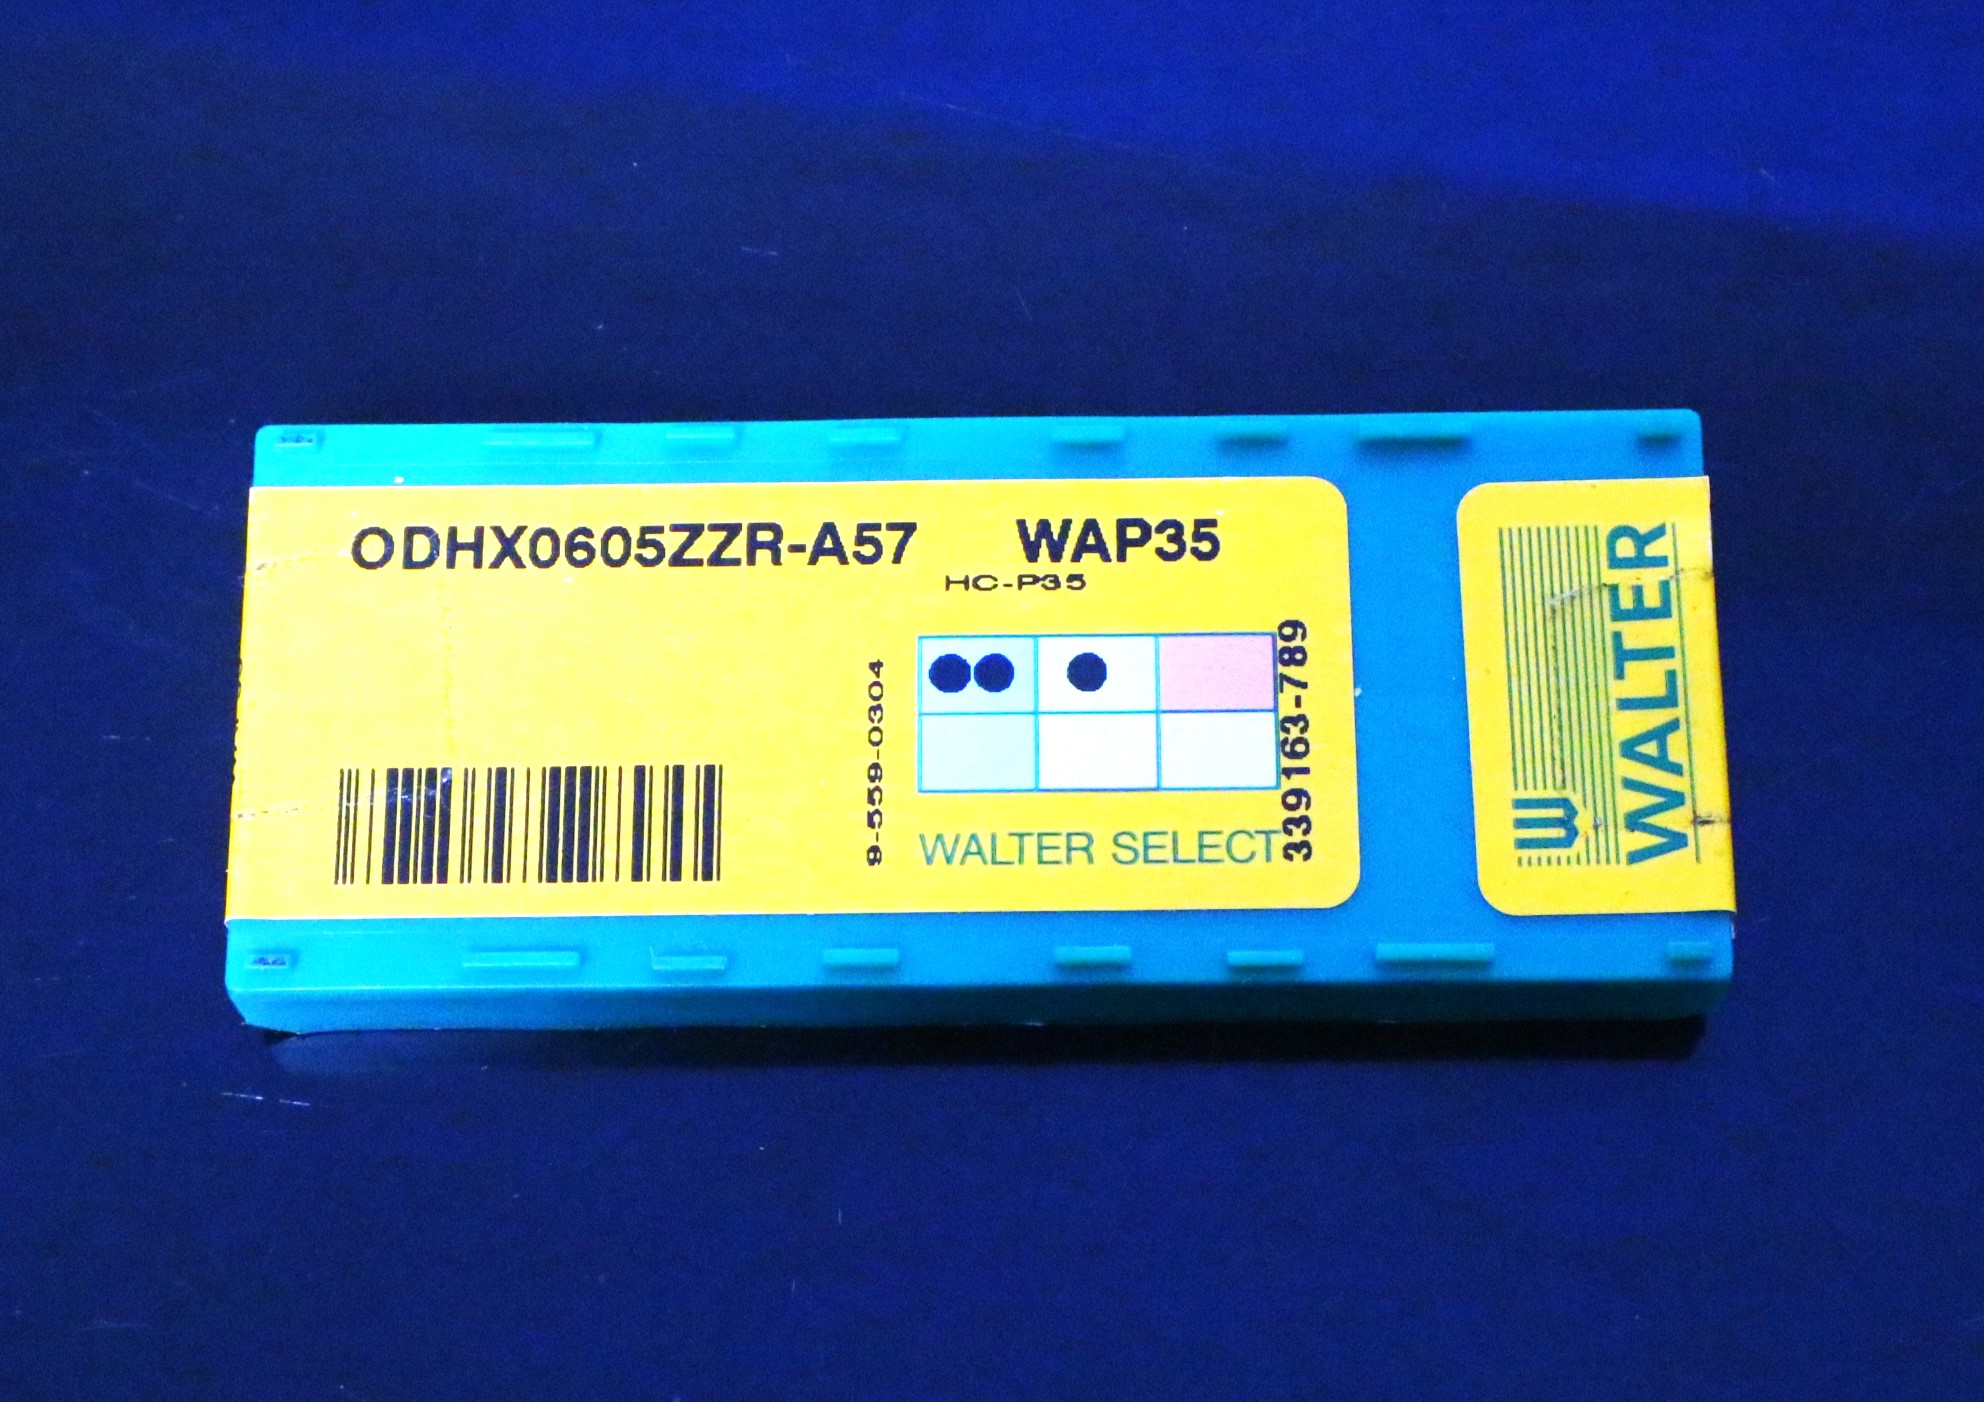 ODHX0605ZZR-A57 WAP35
HC-P35
9-559-0304
339163-789
WALTER SELECT
W
WALTER